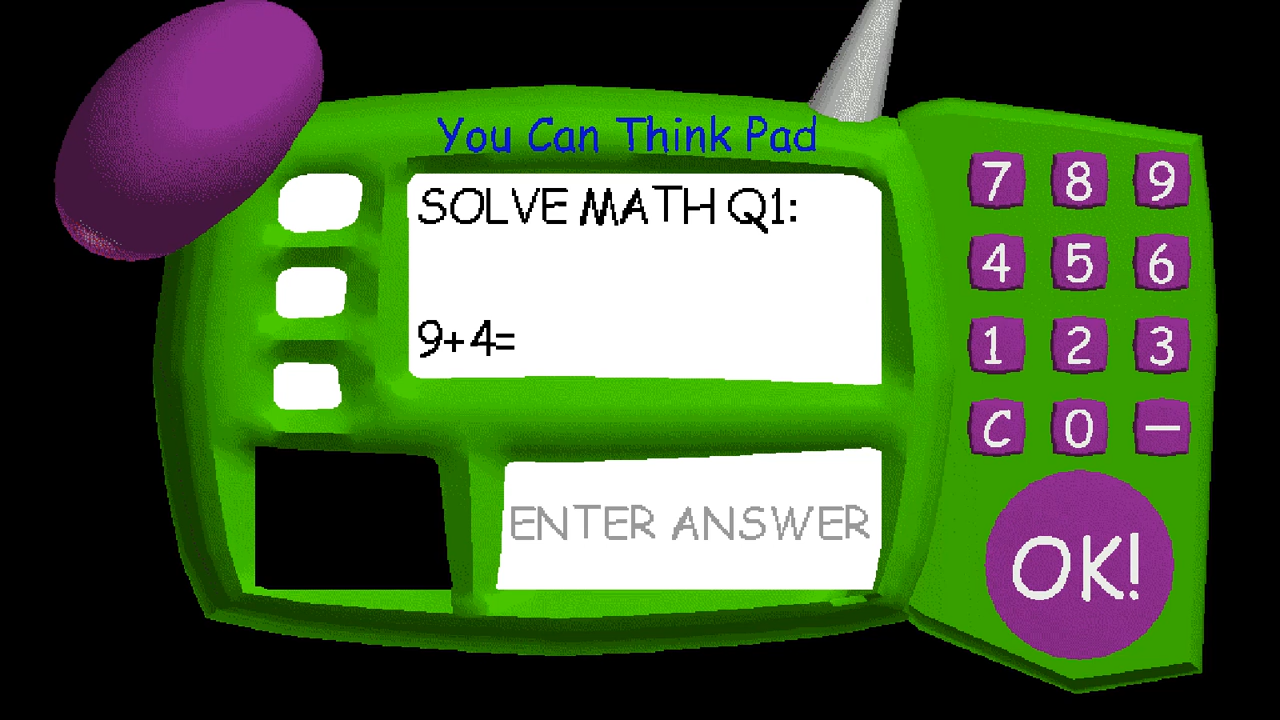 You Can Think Pad
SOLVE MATH Q1:
9+4=
ENTER ANSWER
7 8 9
4 5 6
1 2 3
C 0 −
OK!